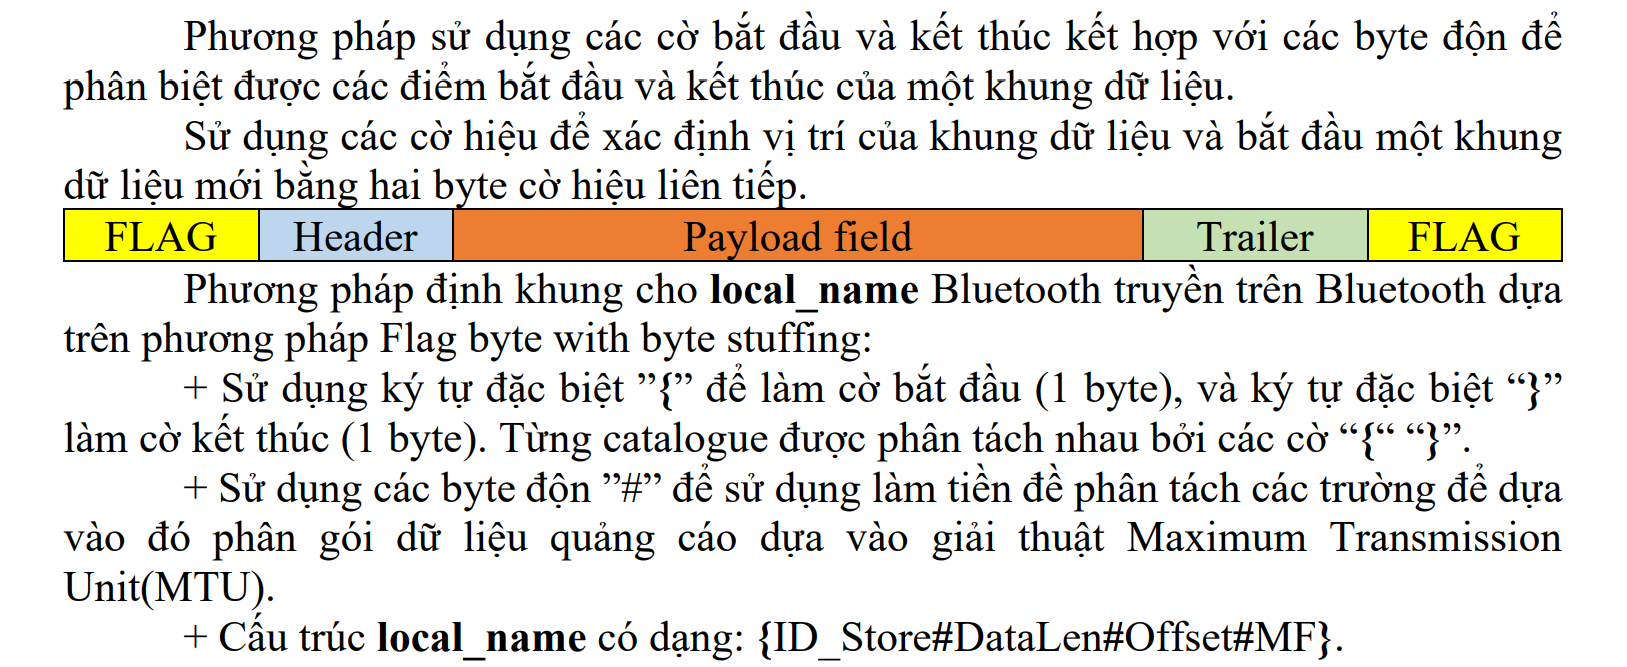 Phương pháp sử dụng các cờ bắt đầu và kết thúc kết hợp với các byte độn để
phân biệt được các điểm bắt đầu và kết thúc của một khung dữ liệu.
Sử dụng các cờ hiệu để xác định vị trí của khung dữ liệu và bắt đầu một khung
dữ liệu mới bằng hai byte cờ hiệu liên tiếp.
FLAG Header Payload field Trailer FLAG
Phương pháp định khung cho local_name Bluetooth truyền trên Bluetooth dựa
trên phương pháp Flag byte with byte stuffing:
+ Sử dụng ký tự đặc biệt ”{” để làm cờ bắt đầu (1 byte), và ký tự đặc biệt “}”
làm cờ kết thúc (1 byte). Từng catalogue được phân tách nhau bởi các cờ “{“ “}”.
+ Sử dụng các byte độn ”#” để sử dụng làm tiền đề phân tách các trường để dựa
vào đó phân gói dữ liệu quảng cáo dựa vào giải thuật Maximum Transmission
Unit(MTU).
+ Cấu trúc local_name có dạng: {ID_Store#DataLen#Offset#MF}.